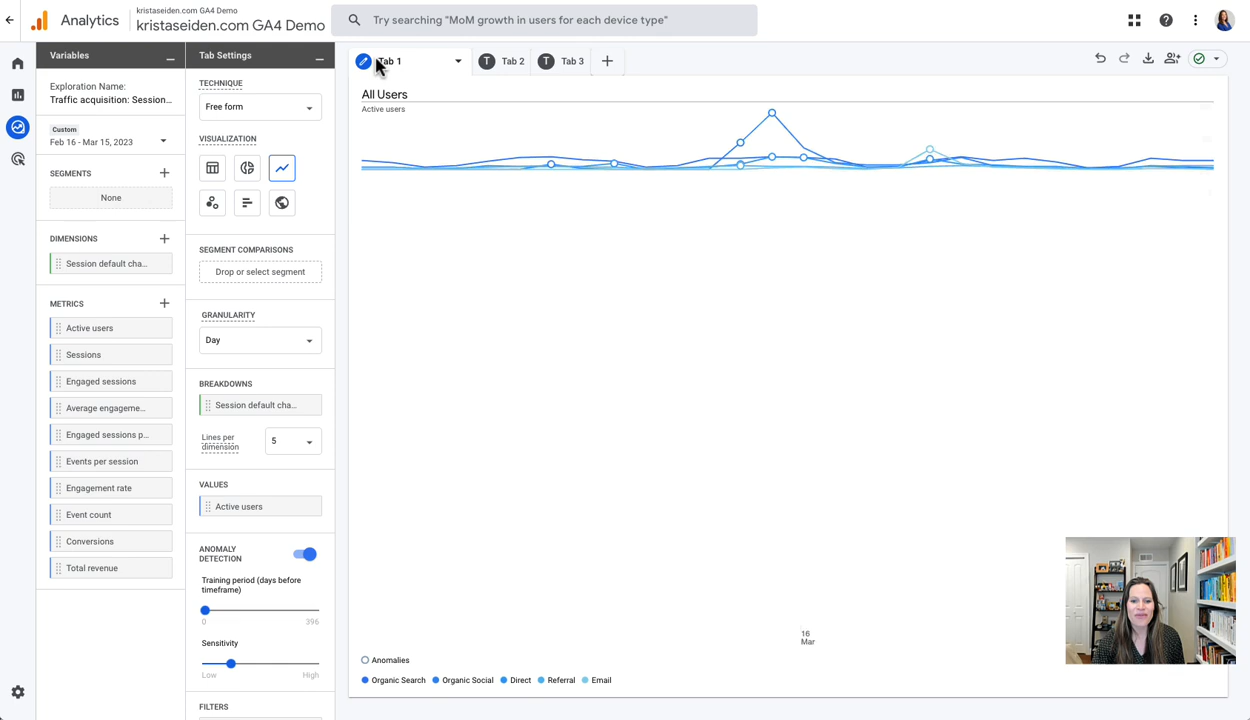 Analytics
kristaseiden.com GA4 Demo
kristaseiden.com GA4 Demo
Try searching "MoM growth in users for each device type"
Variables
Exploration Name:
Traffic acquisition: Session...
Custom
Feb 16 - Mar 15, 2023
SEGMENTS
None
DIMENSIONS
Session default cha...
METRICS
Active users
Sessions
Engaged sessions
Average engageme...
Engaged sessions p...
Events per session
Engagement rate
Event count
Conversions
Total revenue
Tab Settings
TECHNIQUE
Free form
VISUALIZATION
SEGMENT COMPARISONS
Drop or select segment
GRANULARITY
Day
BREAKDOWNS
Session default cha...
Lines per
dimension
5
VALUES
Active users
ANOMALY
DETECTION
Training period (days before
timeframe)
0 396
Sensitivity
Low High
FILTERS
Tab 1
T Tab 2
T Tab 3
All Users
Active users
16
Mar
Anomalies
Organic Search Organic Social Direct Referral Email